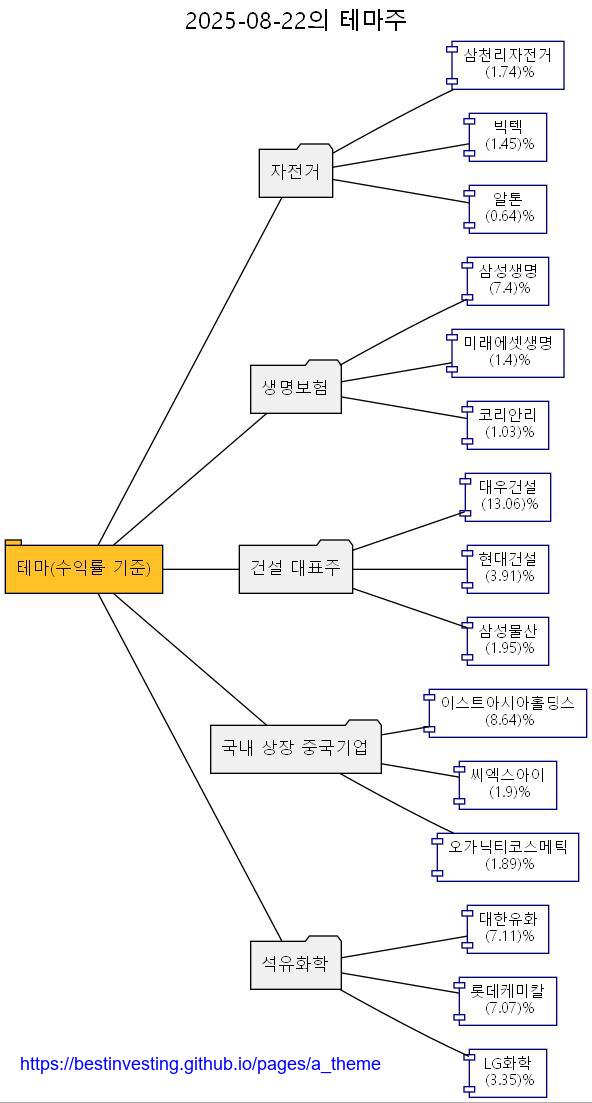 2025-08-22의 테마주
삼천리자전거
(1.74)%
빅텍
(1.45)%
자전거
알톤
(0.64)%
삼성생명
(7.4)%
미래에셋생명
(1.4)%
생명보험
코리안리
(1.03)%
대우건설
(13.06)%
테마(수익률 기준)
건설 대표주
현대건설
(3.91)%
삼성물산
(1.95)%
이스트아시아홀딩스
(8.64)%
국내 상장 중국기업
씨엑스아이
(1.9)%
오가닉티코스메틱
(1.89)%
대한유화
(7.11)%
석유화학
롯데케미칼
(7.07)%
LG화학
(3.35)%
https://bestinvesting.github.io/pages/a_theme